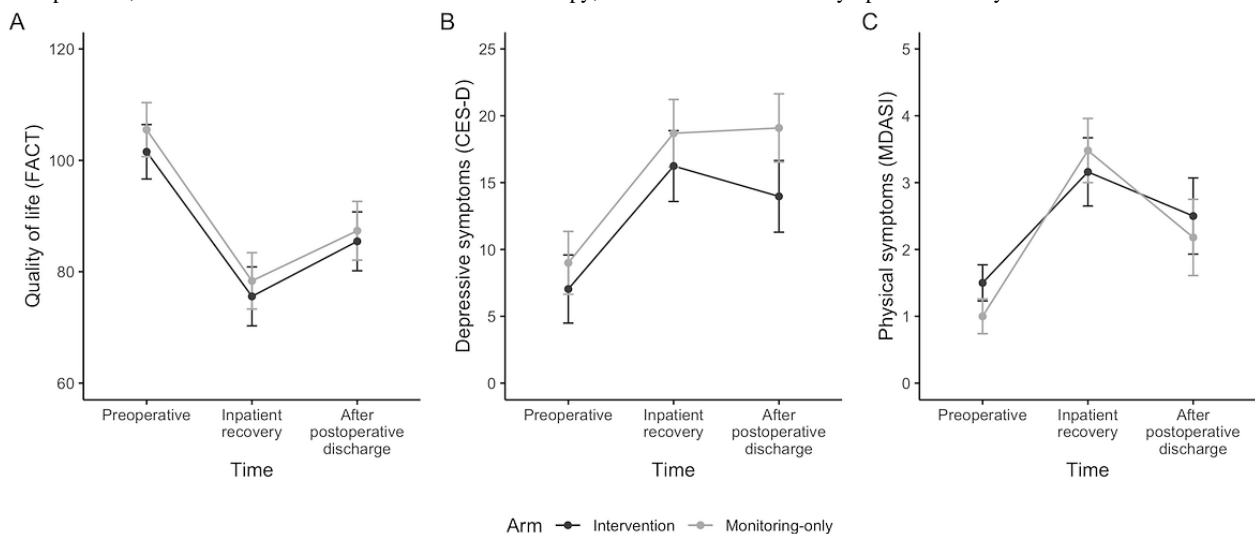 A
Quality of life (FACT)
120
100
80
60
Preoperative
Inpatient
recovery
After
postoperative
discharge
Time
B
Depressive symptoms (CES-D)
25
20
15
10
5
0
Preoperative
Inpatient
recovery
After
postoperative
discharge
Time
C
Physical symptoms (MDASI)
5
4
3
2
1
0
Preoperative
Inpatient
recovery
After
postoperative
discharge
Time
Arm Intervention Monitoring-only